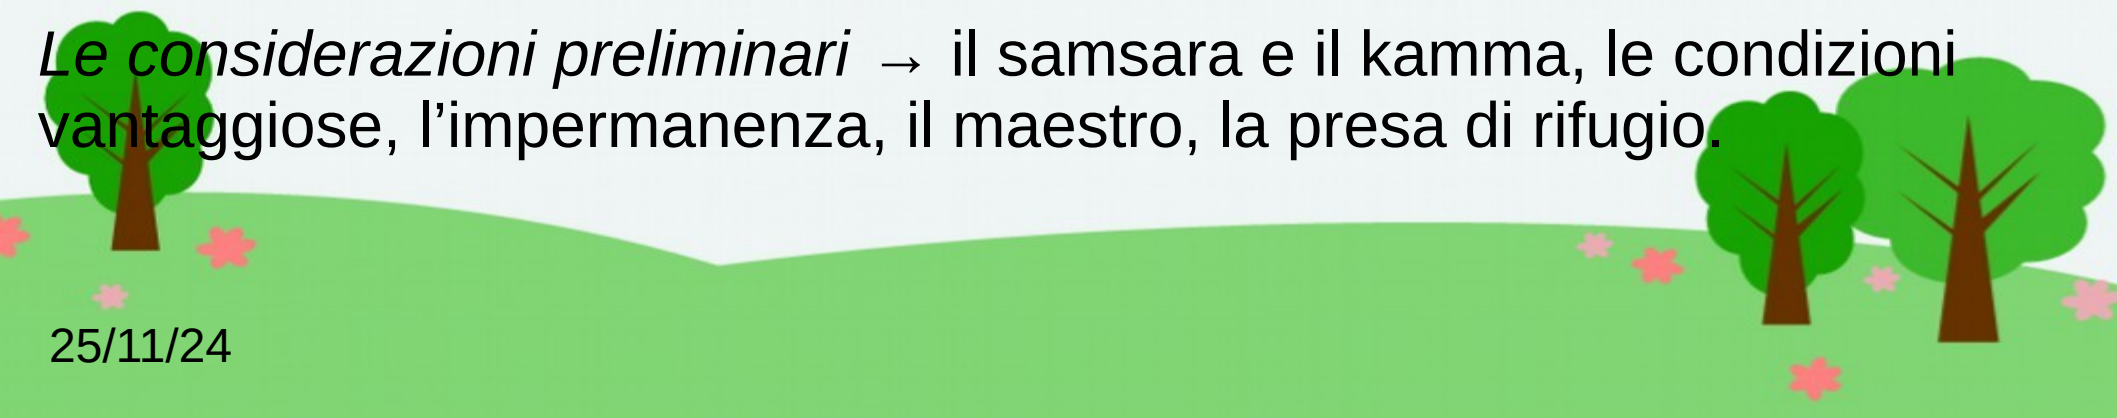 Le considerazioni preliminari → il samsara e il kamma, le condizioni
vantaggiose, l’impermanenza, il maestro, la presa di rifugio.
25/11/24